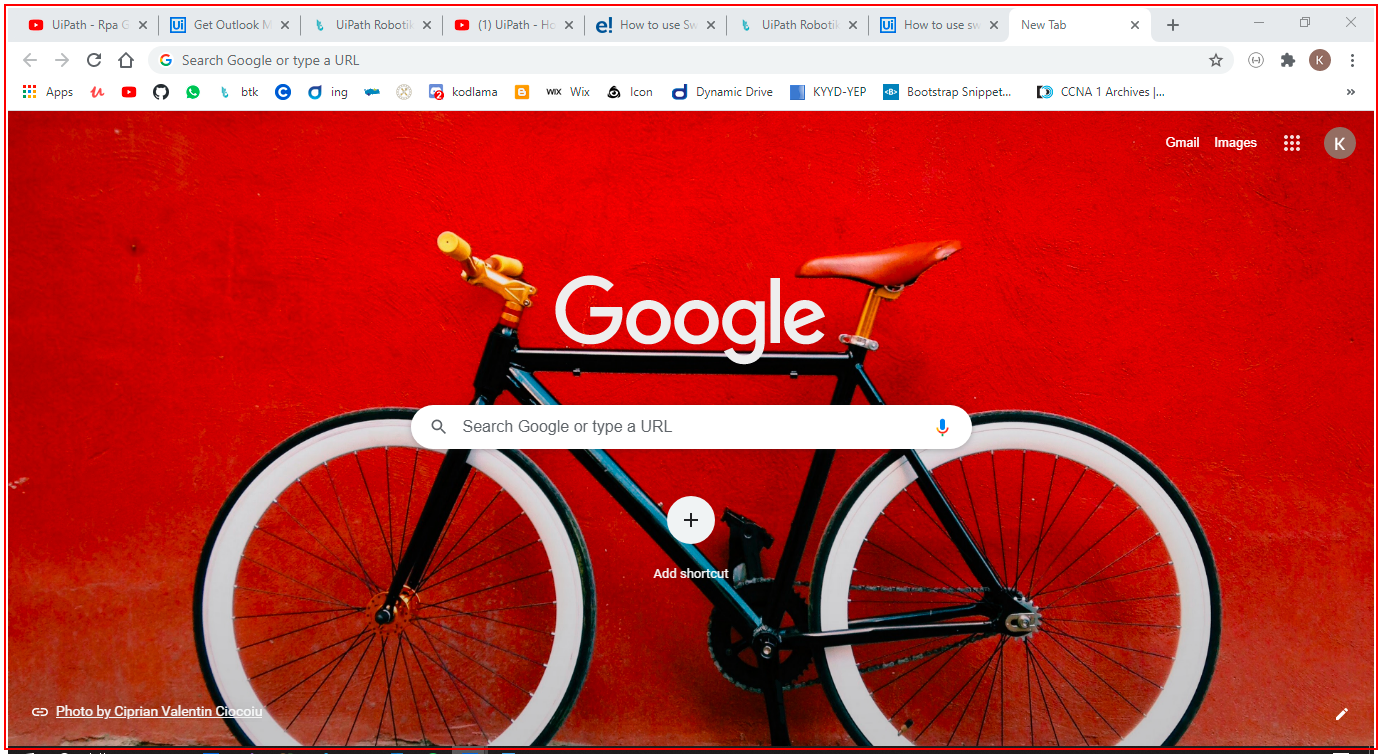 UiPath - Rpa G
Get Outlook M
UiPath Robotik
(1) UiPath - Ho
How to use Sw
UiPath Robotik
How to use sw
New Tab
Search Google or type a URL
K
Apps
btk
ing
2
kodlama
WIX Wix
Icon
Dynamic Drive
KYYD-YEP
<B> Bootstrap Snippet...
CCNA 1 Archives |...
»
Gmail
Images
K
Google
Search Google or type a URL
Add shortcut
Photo by Ciprian Valentin Ciocoiu